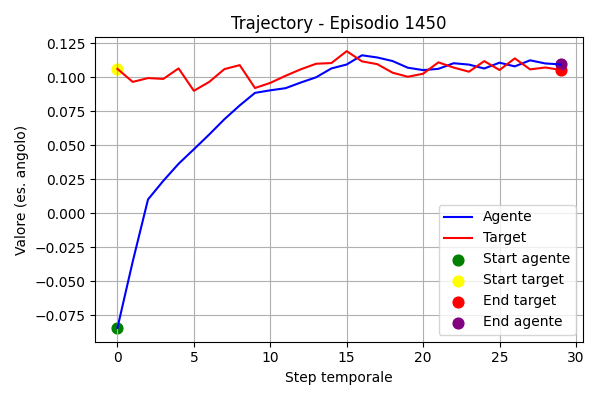 Trajectory - Episodio 1450
Valore (es. angolo)
0.125
0.100
0.075
0.050
0.025
0.000
−0.025
−0.050
−0.075
Agente
Target
Start agente
Start target
End target
End agente
0 5 10 15 20 25 30
Step temporale